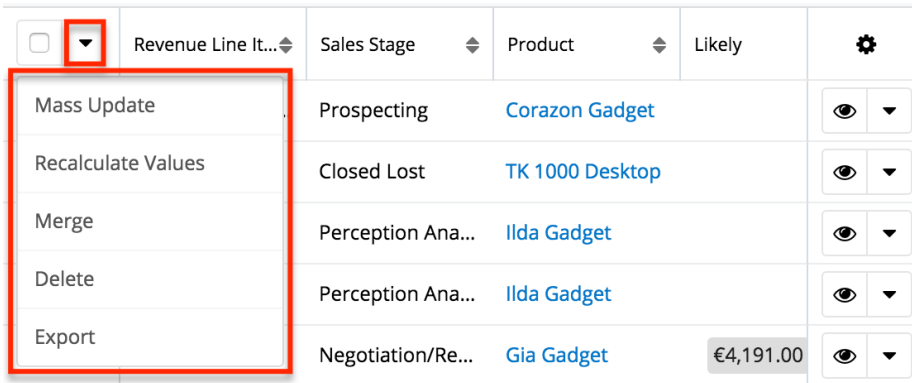 Revenue Line It... Sales Stage Product Likely
Mass Update Prospecting Corazon Gadget
Recalculate Values Closed Lost TK 1000 Desktop
Merge Perception Ana... Ilda Gadget
Delete Perception Ana... Ilda Gadget
Export Negotiation/Re... Gia Gadget €4,191.00